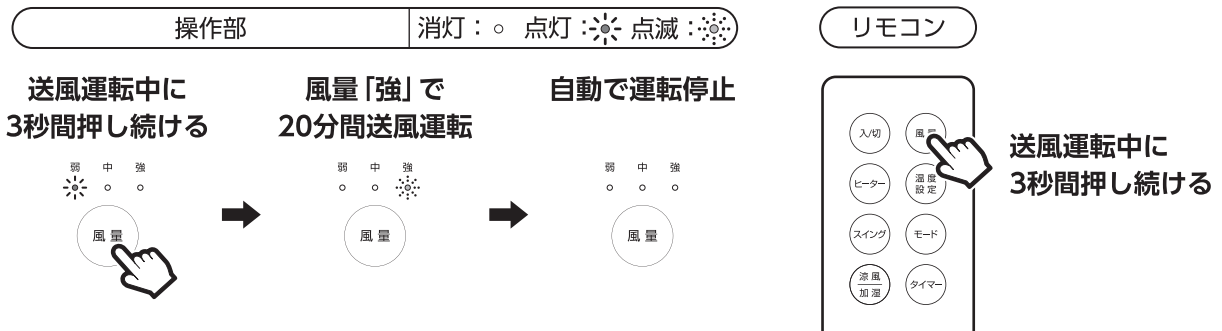 操作部
消灯：○ 点灯： 点滅：
リモコン
送風運転中に
3秒間押し続ける
弱 中 強
風量
風量「強」で
20分間送風運転
弱 中 強
風量
自動で運転停止
弱 中 強
風量
入/切
ヒーター
温度
設定
スイング
モード
涼風
加湿
タイマー
送風運転中に
3秒間押し続ける